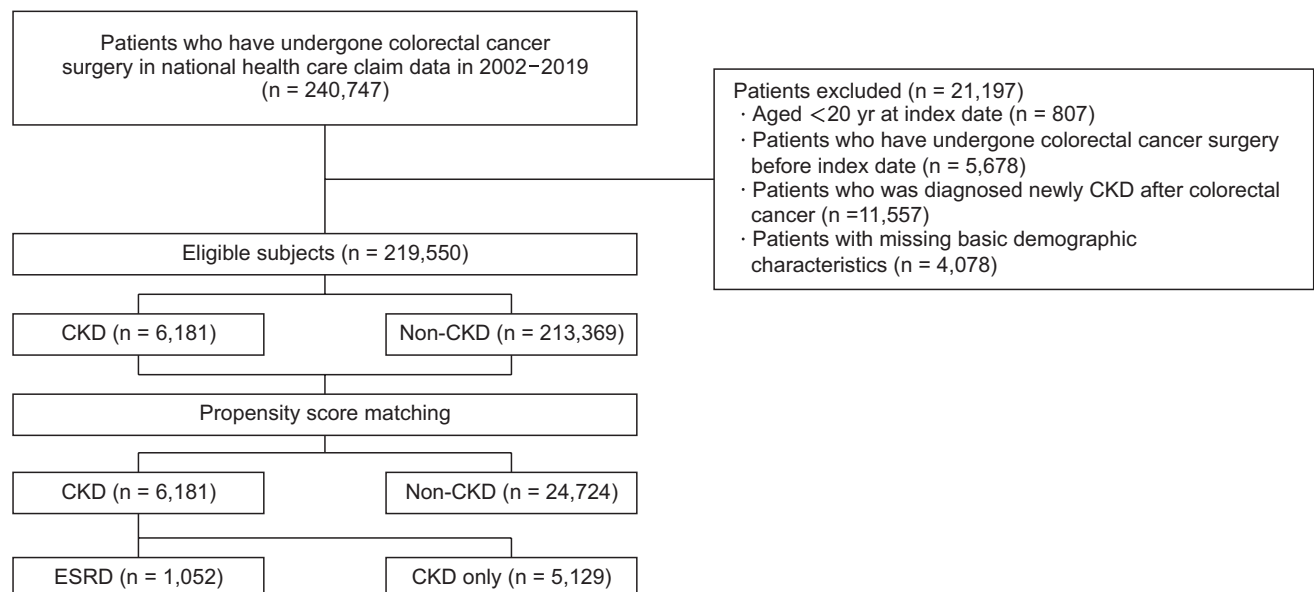 Patients who have undergone colorectal cancer
surgery in national health care claim data in 2002−2019
(n = 240,747)
Patients excluded (n = 21,197)
· Aged <20 yr at index date (n = 807)
· Patients who have undergone colorectal cancer surgery
before index date (n = 5,678)
· Patients who was diagnosed newly CKD after colorectal
cancer (n =11,557)
· Patients with missing basic demographic
characteristics (n = 4,078)
Eligible subjects (n = 219,550)
CKD (n = 6,181)
Non-CKD (n = 213,369)
Propensity score matching
CKD (n = 6,181)
Non-CKD (n = 24,724)
ESRD (n = 1,052)
CKD only (n = 5,129)